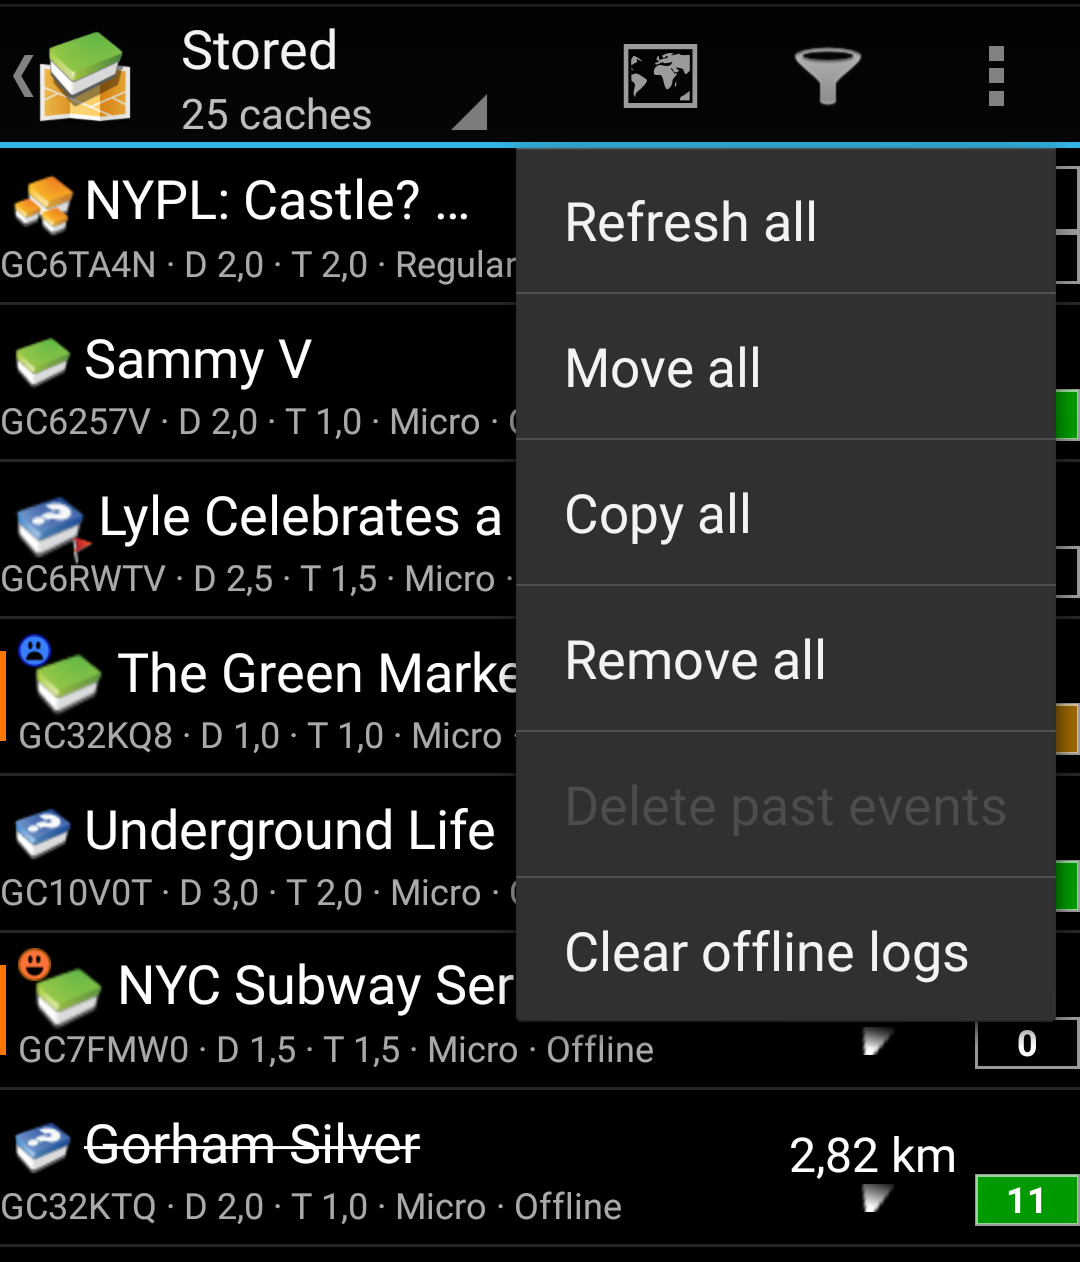 Stored
25 caches
NYPL: Castle? ...
GC6TA4N · D 2,0 · T 2,0 · Regular
Refresh all
Sammy V
GC6257V · D 2,0 · T 1,0 · Micro ·
Move all
Lyle Celebrates a
GC6RWTV · D 2,5 · T 1,5 · Micro ·
Copy all
The Green Marke
GC32KQ8 · D 1,0 · T 1,0 · Micro ·
Remove all
Underground Life
GC10V0T · D 3,0 · T 2,0 · Micro ·
Delete past events
NYC Subway Ser
GC7FMW0 · D 1,5 · T 1,5 · Micro · Offline
Clear offline logs
0
Gorham Silver
GC32KTQ · D 2,0 · T 1,0 · Micro · Offline
2,82 km
11